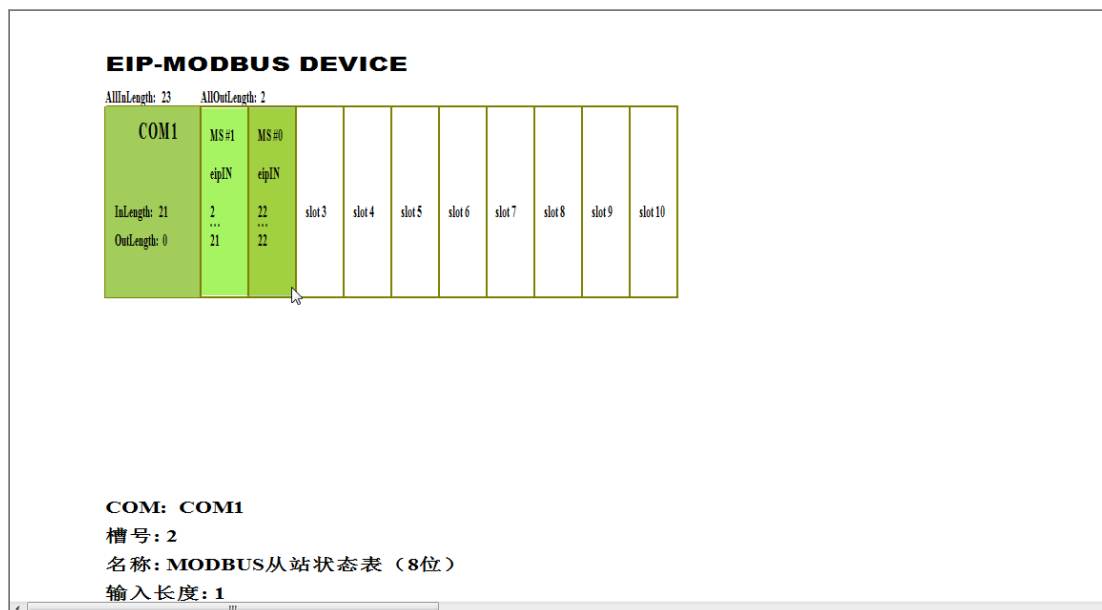 EIP-MODBUS DEVICE
AllInLength: 23 AllOutLength: 2
COM1 MS #1 MS #0
eipIN eipIN
InLength: 21 2 22 slot 3 slot 4 slot 5 slot 6 slot 7 slot 8 slot 9 slot 10
... ...
OutLength: 0 21 22
COM: COM1
槽号: 2
名称: MODBUS从站状态表（8位）
输入长度: 1